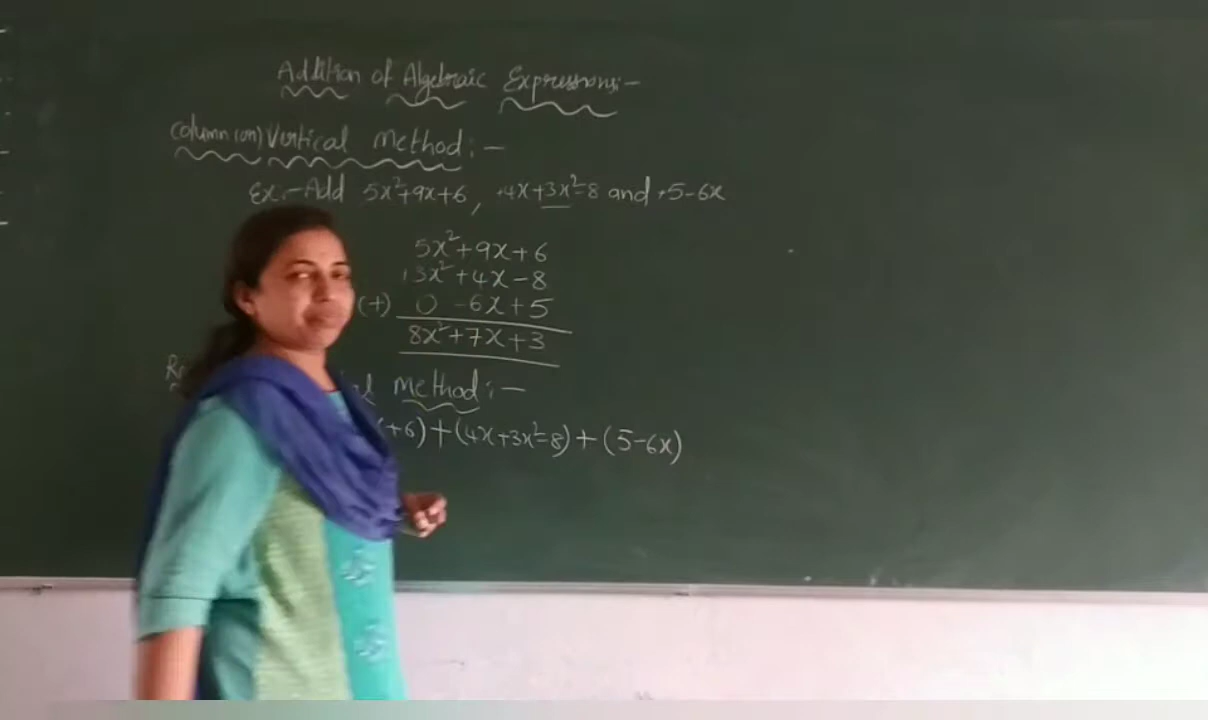 Addition of Algebraic Expressions:-
Column (or) Vertical Method:-
Ex:-Add 5x²+9x+6, 4x+3x²-8 and 5-6x
5x²+9x+6
3x²+4x-8
(+) 0 -6x+5
8x²+7x+3
Method:-
+6)+(4x+3x²-8)+(5-6x)